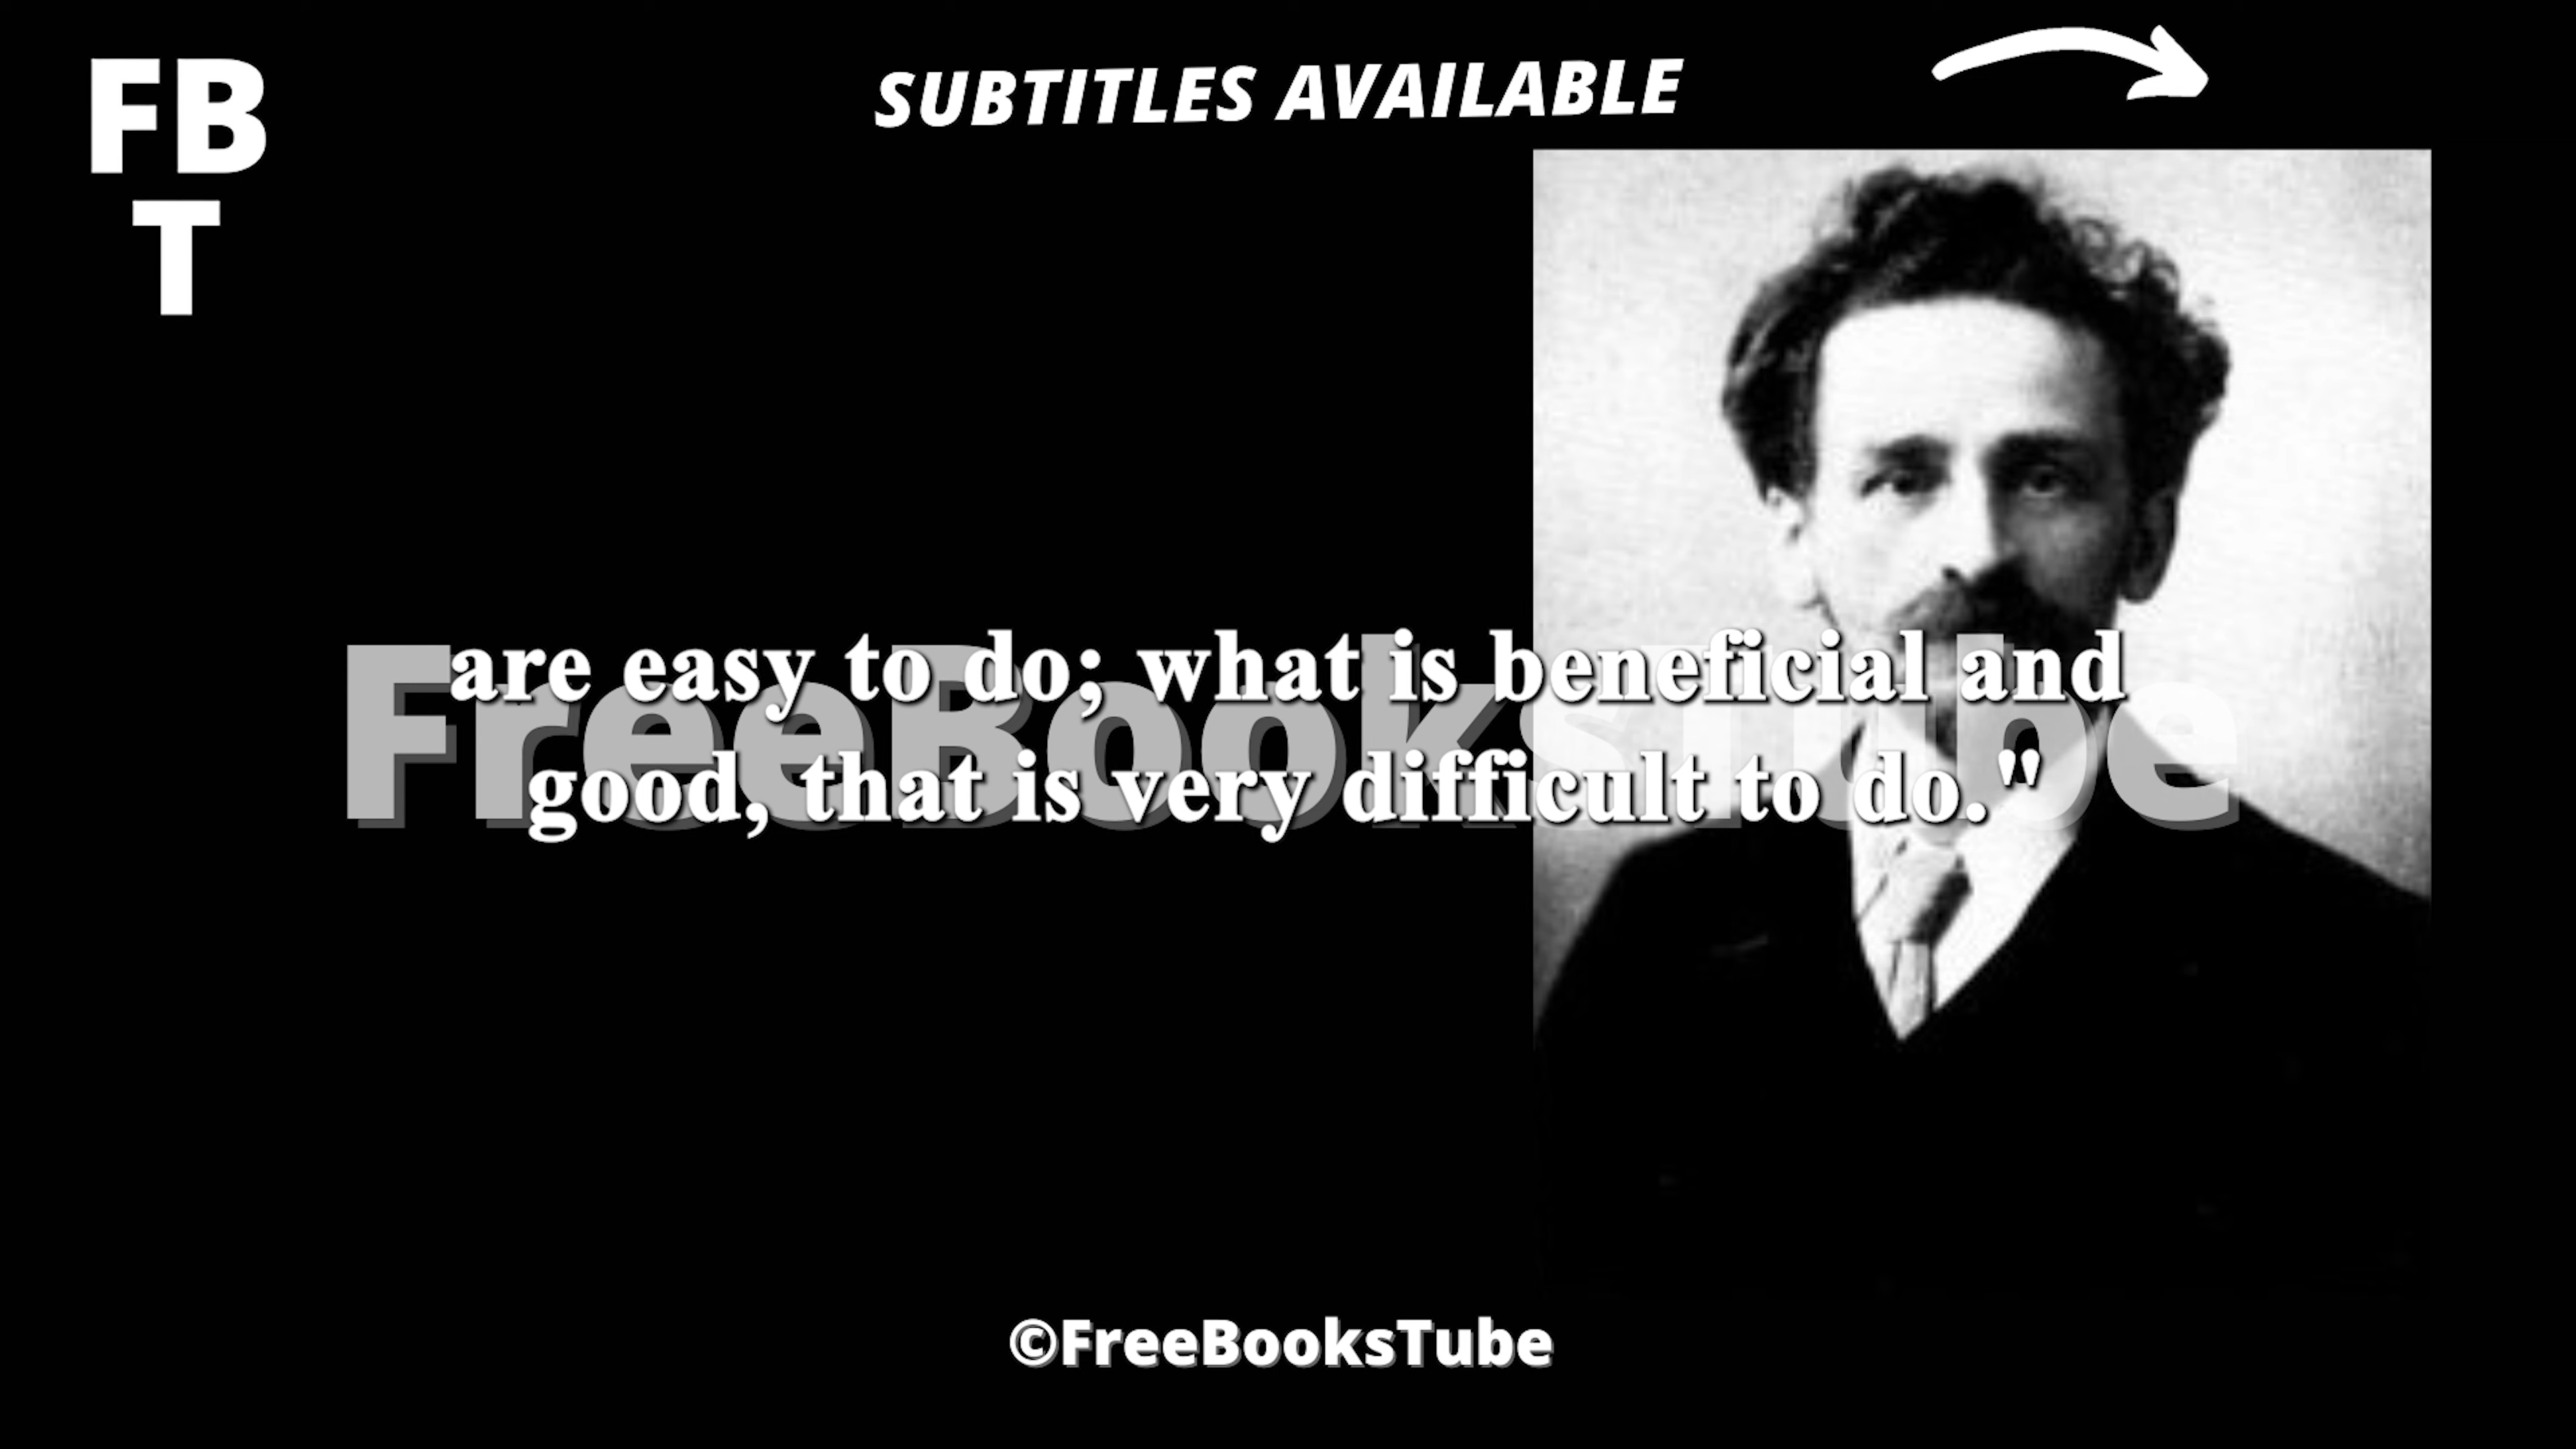 FB
T
SUBTITLES AVAILABLE
FreeBooksTube
are easy to do; what is beneficial and
good, that is very difficult to do."
©FreeBooksTube